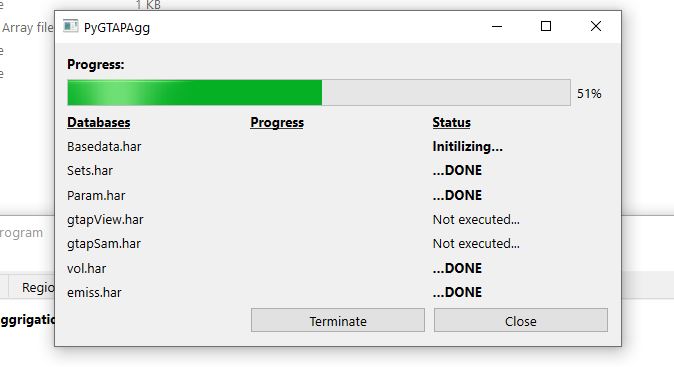 e
1 KB
Array file
e
e
PyGTAPAgg
Progress:
51%
Databases Progress Status
Basedata.har Initilizing...
Sets.har ...DONE
Param.har ...DONE
gtapView.har Not executed...
gtapSam.har Not executed...
vol.har ...DONE
emiss.har ...DONE
Terminate Close
rogram
Regio
ggrigatio